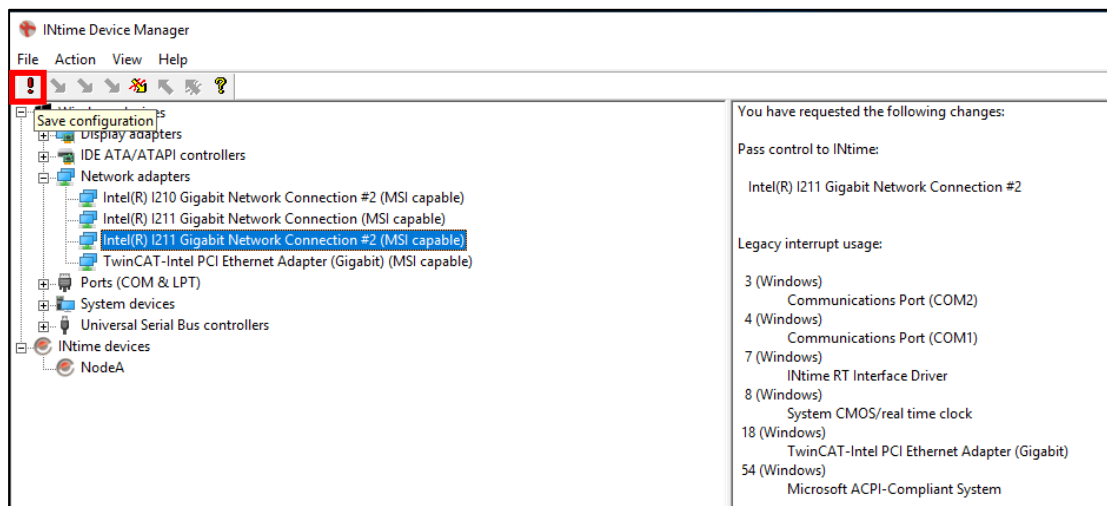 INtime Device Manager
File Action View Help
Save configuration
Display adapters
IDE ATA/ATAPI controllers
Network adapters
Intel(R) I210 Gigabit Network Connection #2 (MSI capable)
Intel(R) I211 Gigabit Network Connection (MSI capable)
Intel(R) I211 Gigabit Network Connection #2 (MSI capable)
TwinCAT-Intel PCI Ethernet Adapter (Gigabit) (MSI capable)
Ports (COM & LPT)
System devices
Universal Serial Bus controllers
INtime devices
NodeA
You have requested the following changes:
Pass control to INtime:
Intel(R) I211 Gigabit Network Connection #2
Legacy interrupt usage:
3 (Windows)
Communications Port (COM2)
4 (Windows)
Communications Port (COM1)
7 (Windows)
INtime RT Interface Driver
8 (Windows)
System CMOS/real time clock
18 (Windows)
TwinCAT-Intel PCI Ethernet Adapter (Gigabit)
54 (Windows)
Microsoft ACPI-Compliant System